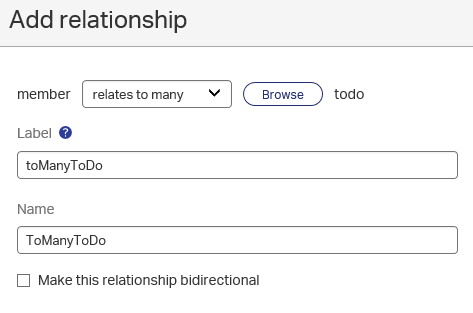 Add relationship
member relates to many Browse todo
Label ?
toManyToDo
Name
ToManyToDo
Make this relationship bidirectional